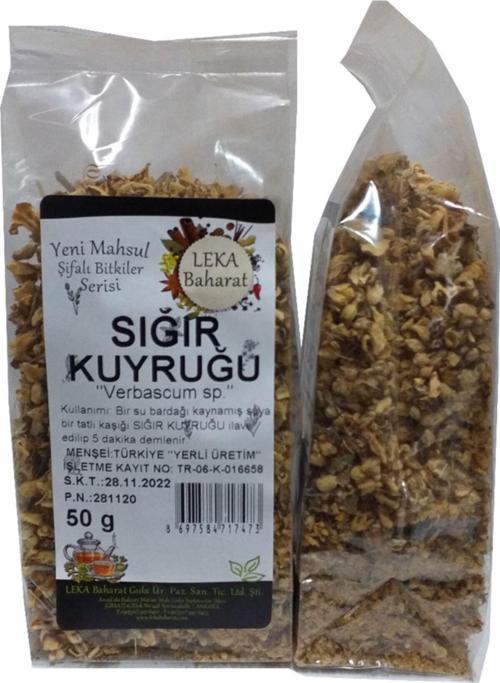 Yeni Mahsul
Şifalı Bitkiler
Serisi
LEKA
Baharat
SIĞIR
KUYRUĞU
"Verbascum sp."
Kullanımı: Bir su bardağı kaynamış suya
bir tatlı kaşığı SIĞIR KUYRUĞU ilave
edilip 5 dakika demlenir
MENŞEİ:TÜRKİYE "YERLİ ÜRETİM"
İŞLETME KAYIT NO: TR-06-K-016658
S.K.T.:28.11.2022
P.N.:281120
50 g
8 697584 717473
LEKA Baharat Gıda Ür. Paz. San. Tic. Ltd. Şti.